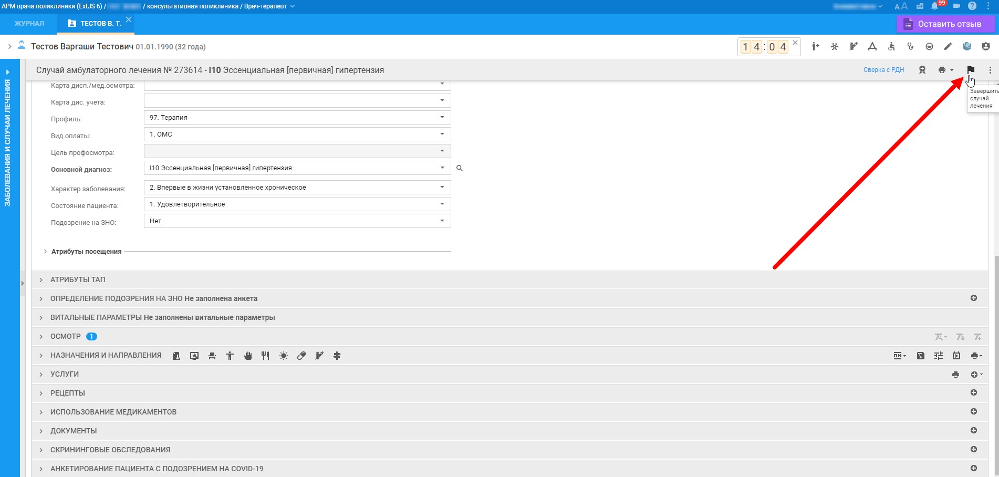 АРМ врача поликлиники (ExtJS 6) / / консультативная поликлиника / Врач-терапевт
99
ЖУРНАЛ
ТЕСТОВ В. Т.
Оставить отзыв
Тестов Варгаши Тестович 01.01.1990 (32 года)
14:04
Случай амбулаторного лечения № 273614 - I10 Эссенциальная [первичная] гипертензия
Сверка с РДН
Завершить
случай
лечения
ЗАБОЛЕВАНИЯ И СЛУЧАИ ЛЕЧЕНИЯ
Карта дисп./мед.осмотра:
Карта дис. учета:
Профиль: 97. Терапия
Вид оплаты: 1. ОМС
Цель профосмотра:
Основной диагноз: I10 Эссенциальная [первичная] гипертензия
Характер заболевания: 2. Впервые в жизни установленное хроническое
Состояние пациента: 1. Удовлетворительное
Подозрение на ЗНО: Нет
Атрибуты посещения
АТРИБУТЫ ТАП
ОПРЕДЕЛЕНИЕ ПОДОЗРЕНИЯ НА ЗНО Не заполнена анкета
ВИТАЛЬНЫЕ ПАРАМЕТРЫ Не заполнены витальные параметры
ОСМОТР 1
НАЗНАЧЕНИЯ И НАПРАВЛЕНИЯ
УСЛУГИ
РЕЦЕПТЫ
ИСПОЛЬЗОВАНИЕ МЕДИКАМЕНТОВ
ДОКУМЕНТЫ
СКРИНИНГОВЫЕ ОБСЛЕДОВАНИЯ
АНКЕТИРОВАНИЕ ПАЦИЕНТА С ПОДОЗРЕНИЕМ НА COVID-19